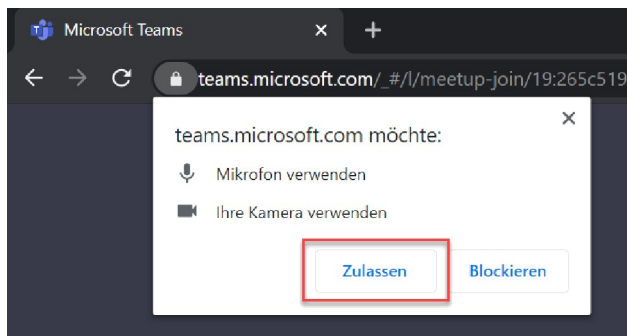 Microsoft Teams
teams.microsoft.com/_#/l/meetup-join/19:265c519
teams.microsoft.com möchte:
Mikrofon verwenden
Ihre Kamera verwenden
Zulassen Blockieren